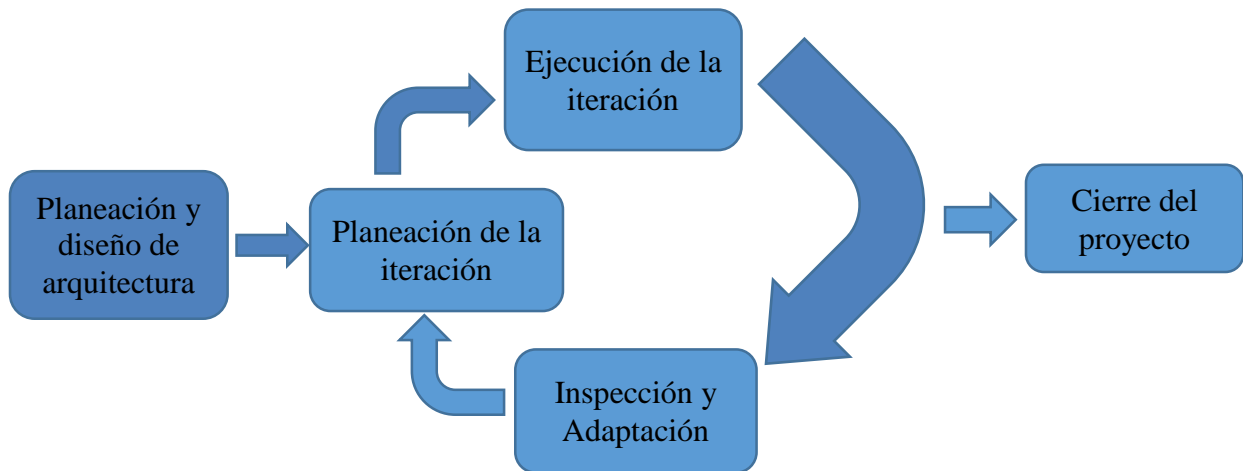 Ejecución de la
iteración
Planeación y
diseño de
arquitectura
Planeación de la
iteración
Cierre del
proyecto
Inspección y
Adaptación